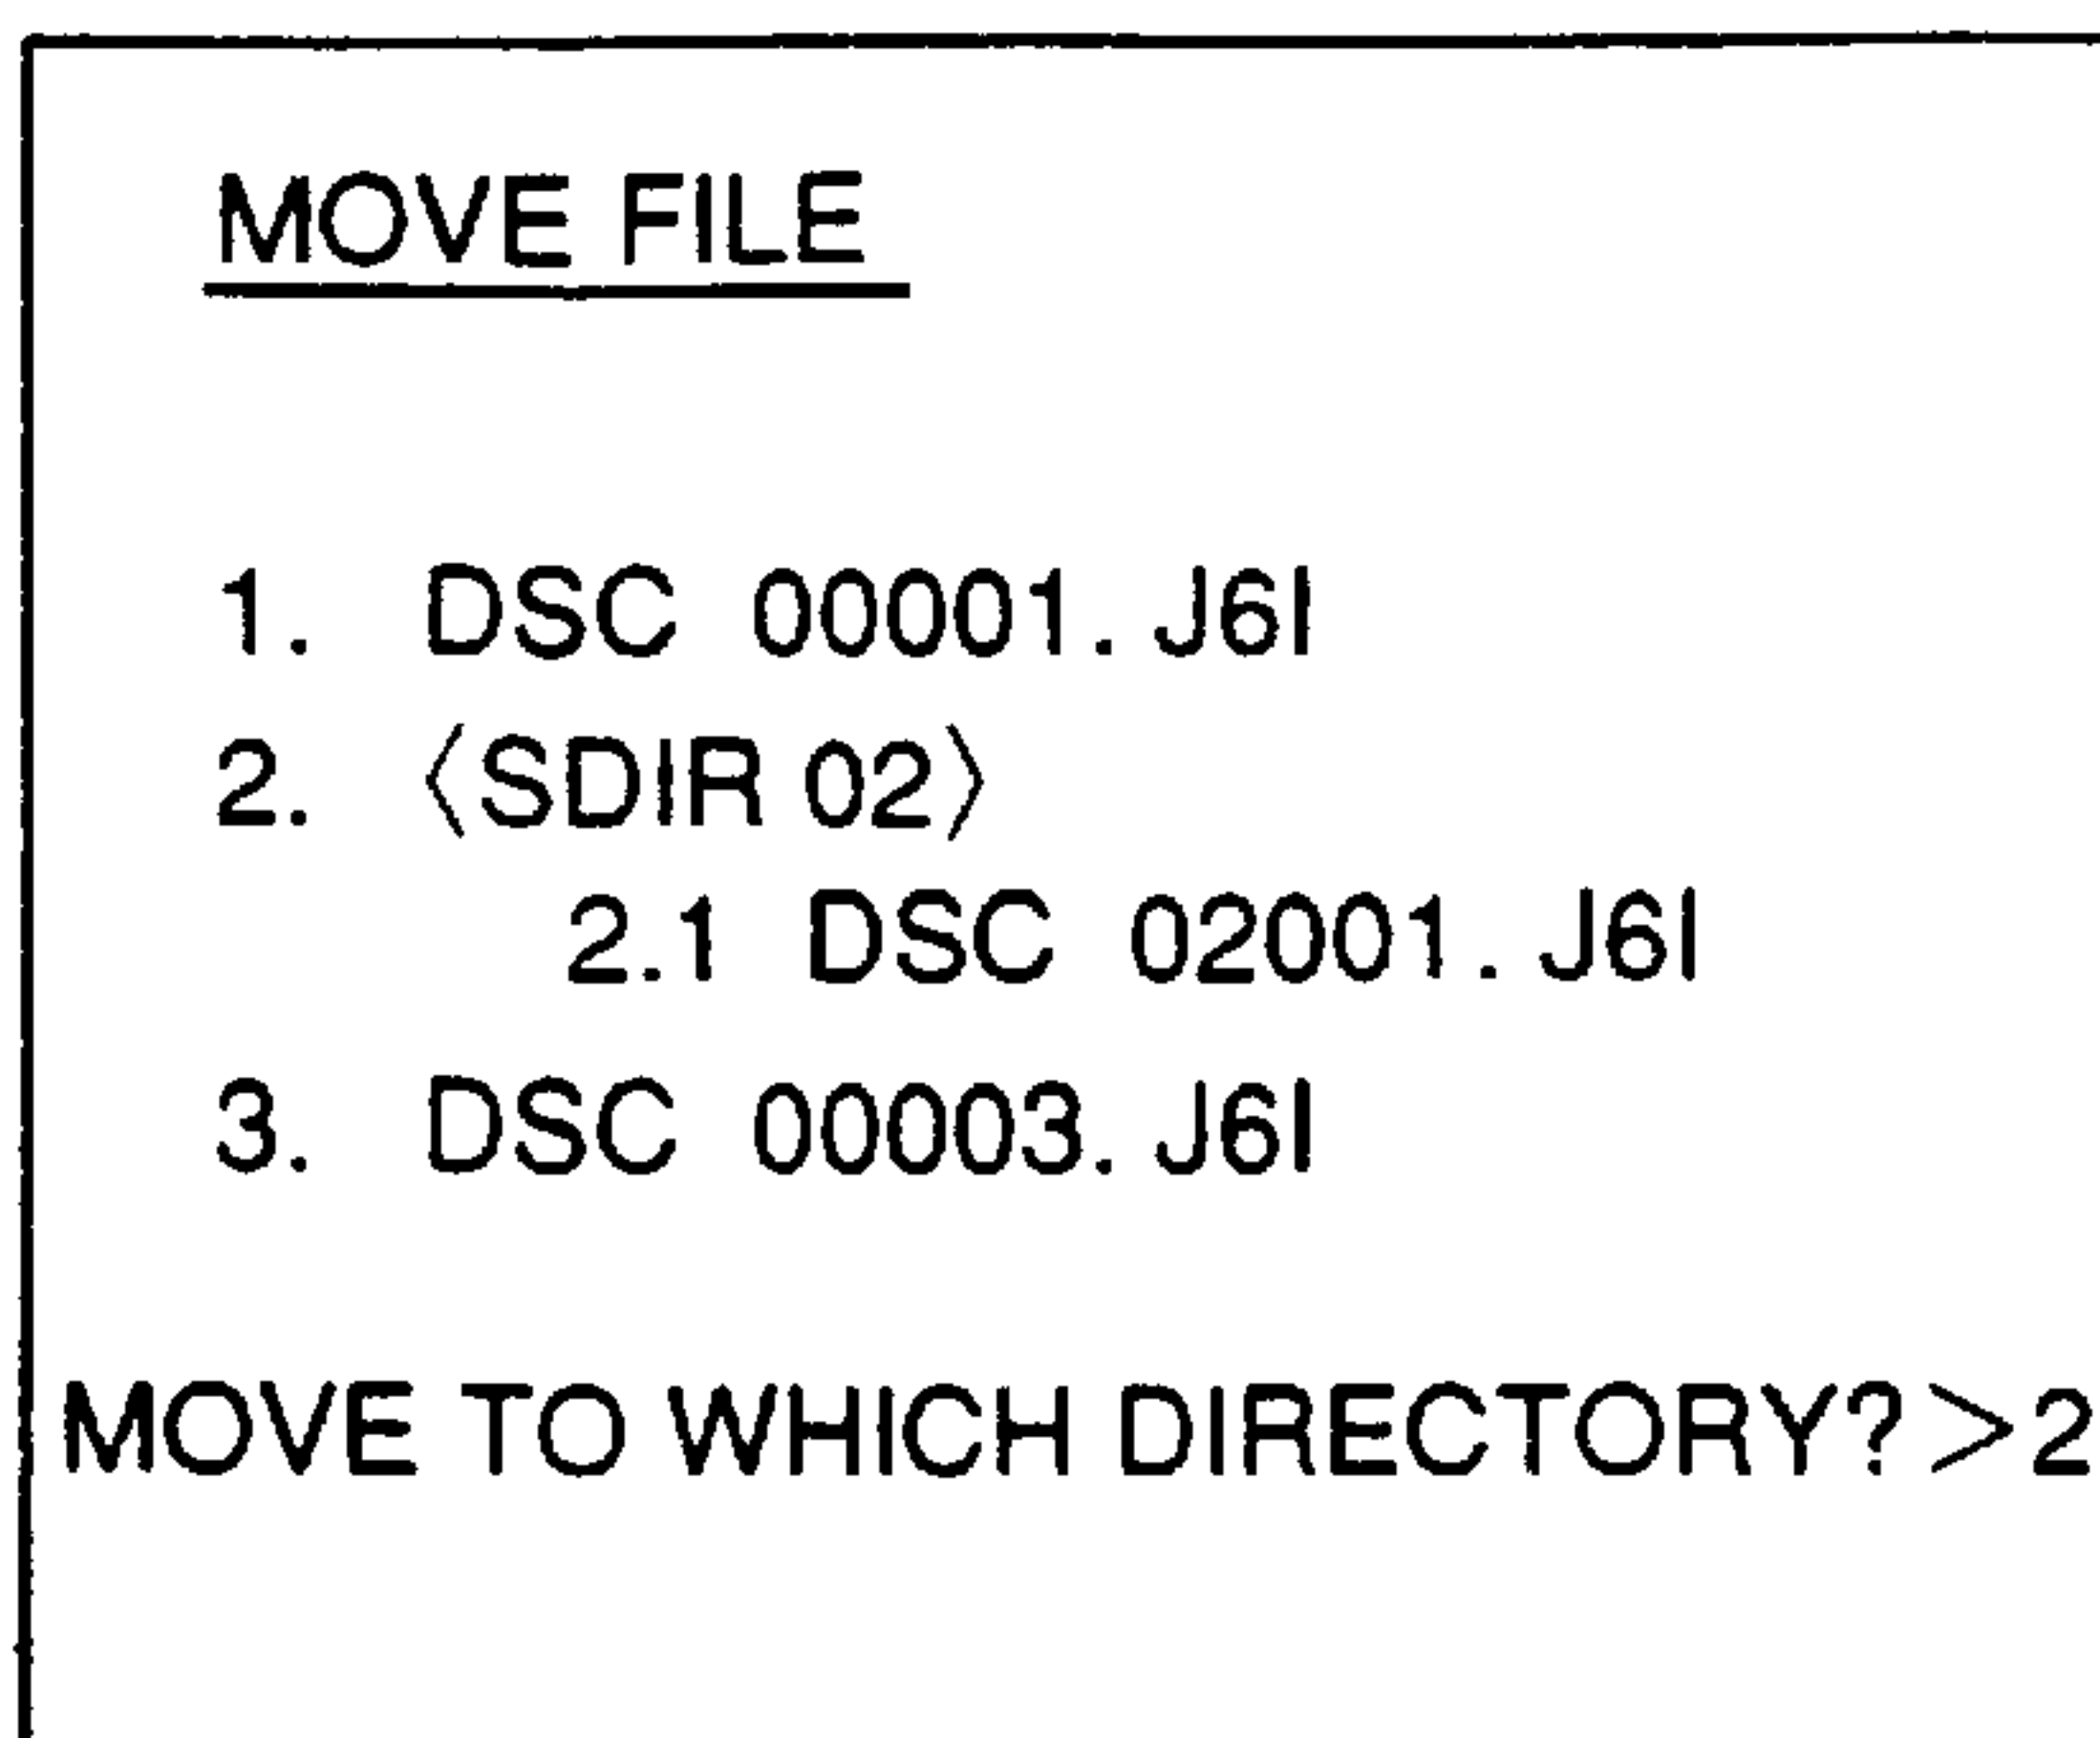 MOVE FILE
1. DSC 00001. J6I
2. 〈SDIR 02〉
2.1 DSC 02001. J6I
3. DSC 00003. J6I
MOVE TO WHICH DIRECTORY?>2